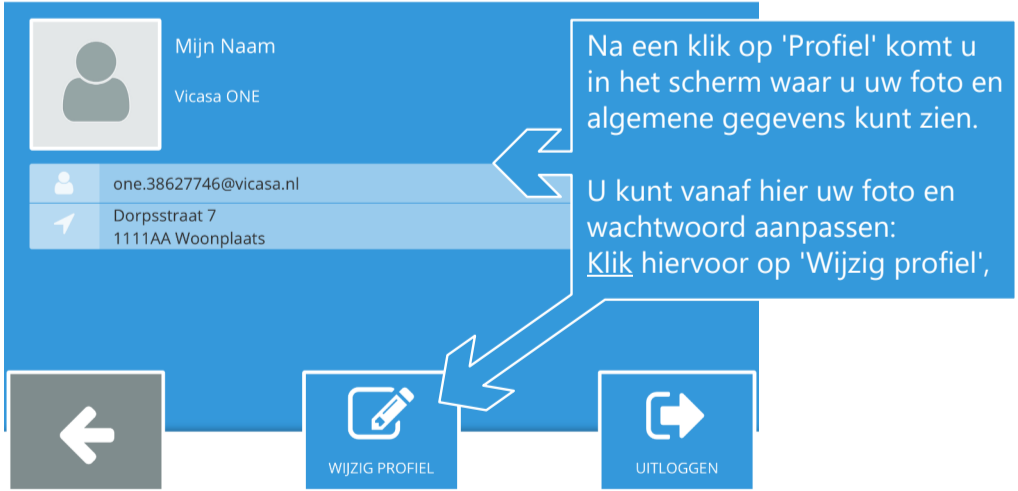 Mijn Naam
Vicasa ONE
one.38627746@vicasa.nl
Dorpsstraat 7
1111AA Woonplaats
Na een klik op 'Profiel' komt u
in het scherm waar u uw foto en
algemene gegevens kunt zien.
U kunt vanaf hier uw foto en
wachtwoord aanpassen:
Klik hiervoor op 'Wijzig profiel',
WIJZIG PROFIEL
UITLOGGEN